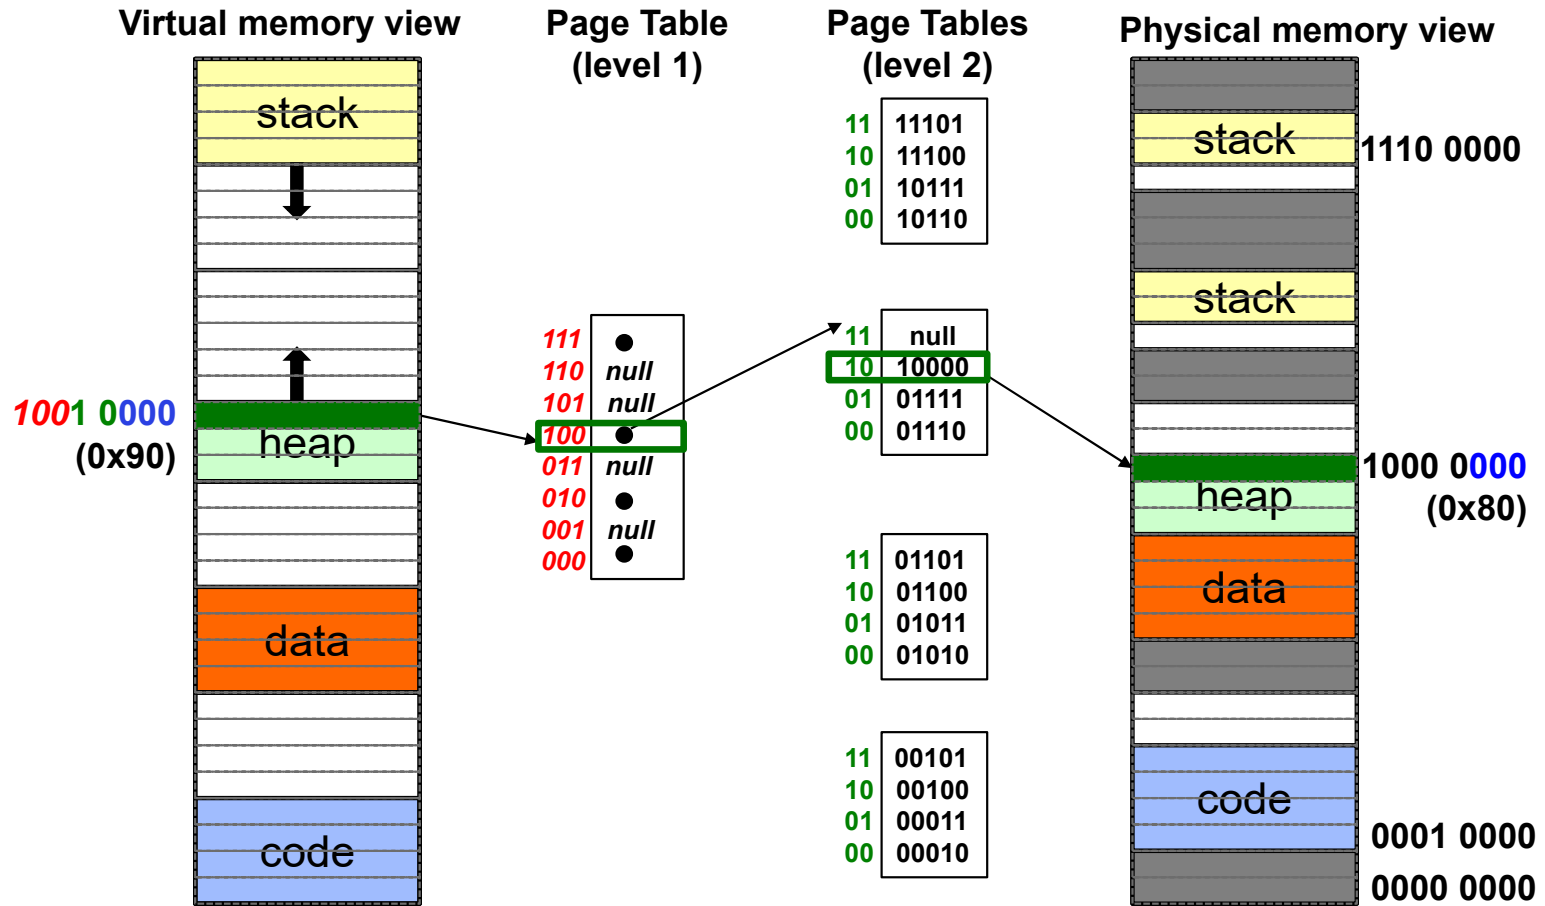 Virtual memory view
stack
heap
data
code
1001 0000
(0x90)
Page Table
(level 1)
111
110 null
101 null
100
011 null
010
001 null
000
Page Tables
(level 2)
11 11101
10 11100
01 10111
00 10110
11 null
10 10000
01 01111
00 01110
11 01101
10 01100
01 01011
00 01010
11 00101
10 00100
01 00011
00 00010
Physical memory view
stack
1110 0000
stack
1000 0000
(0x80)
heap
data
code
0001 0000
0000 0000